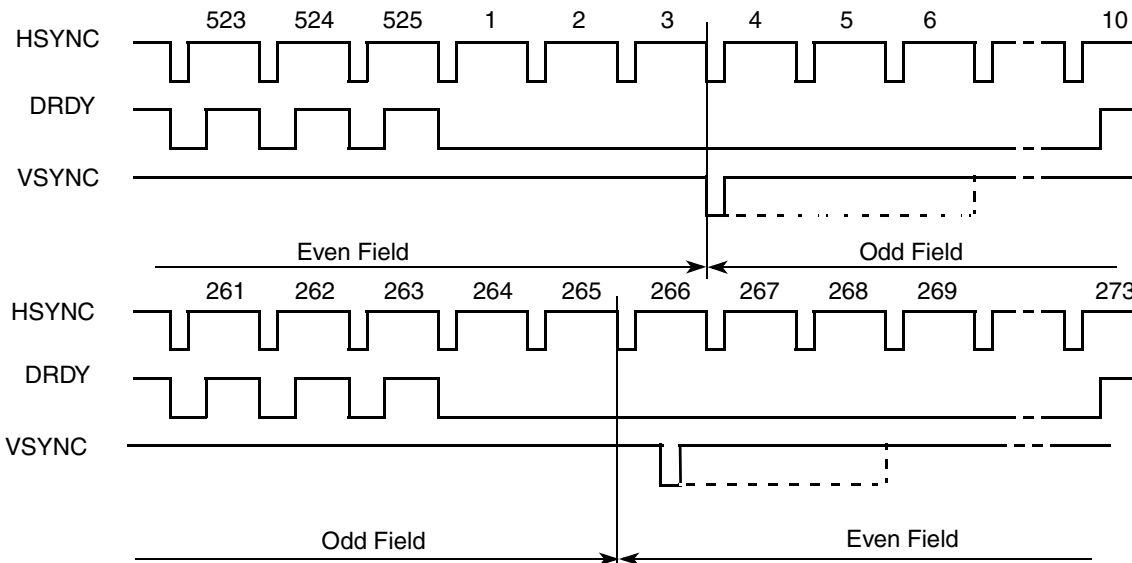 523 524 525 1 2 3 4 5 6 10
HSYNC
DRDY
VSYNC
Even Field Odd Field
261 262 263 264 265 266 267 268 269 273
HSYNC
DRDY
VSYNC
Odd Field Even Field